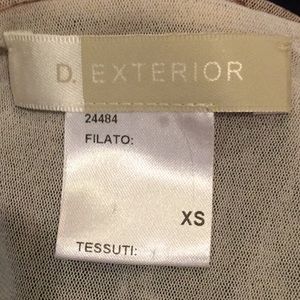 D. EXTERIOR
24484
FILATO:
XS
TESSUTI: